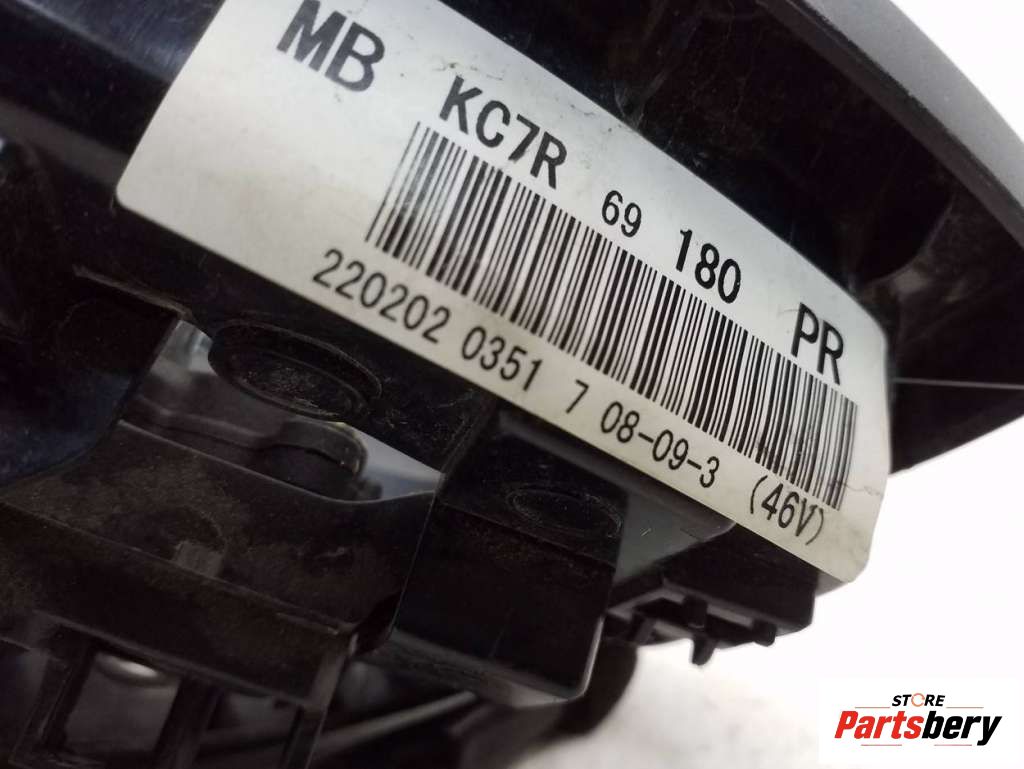 MB KC7R 69 180 PR
220202 0351 7 08-09-3 (46V)
STORE
Partsbery